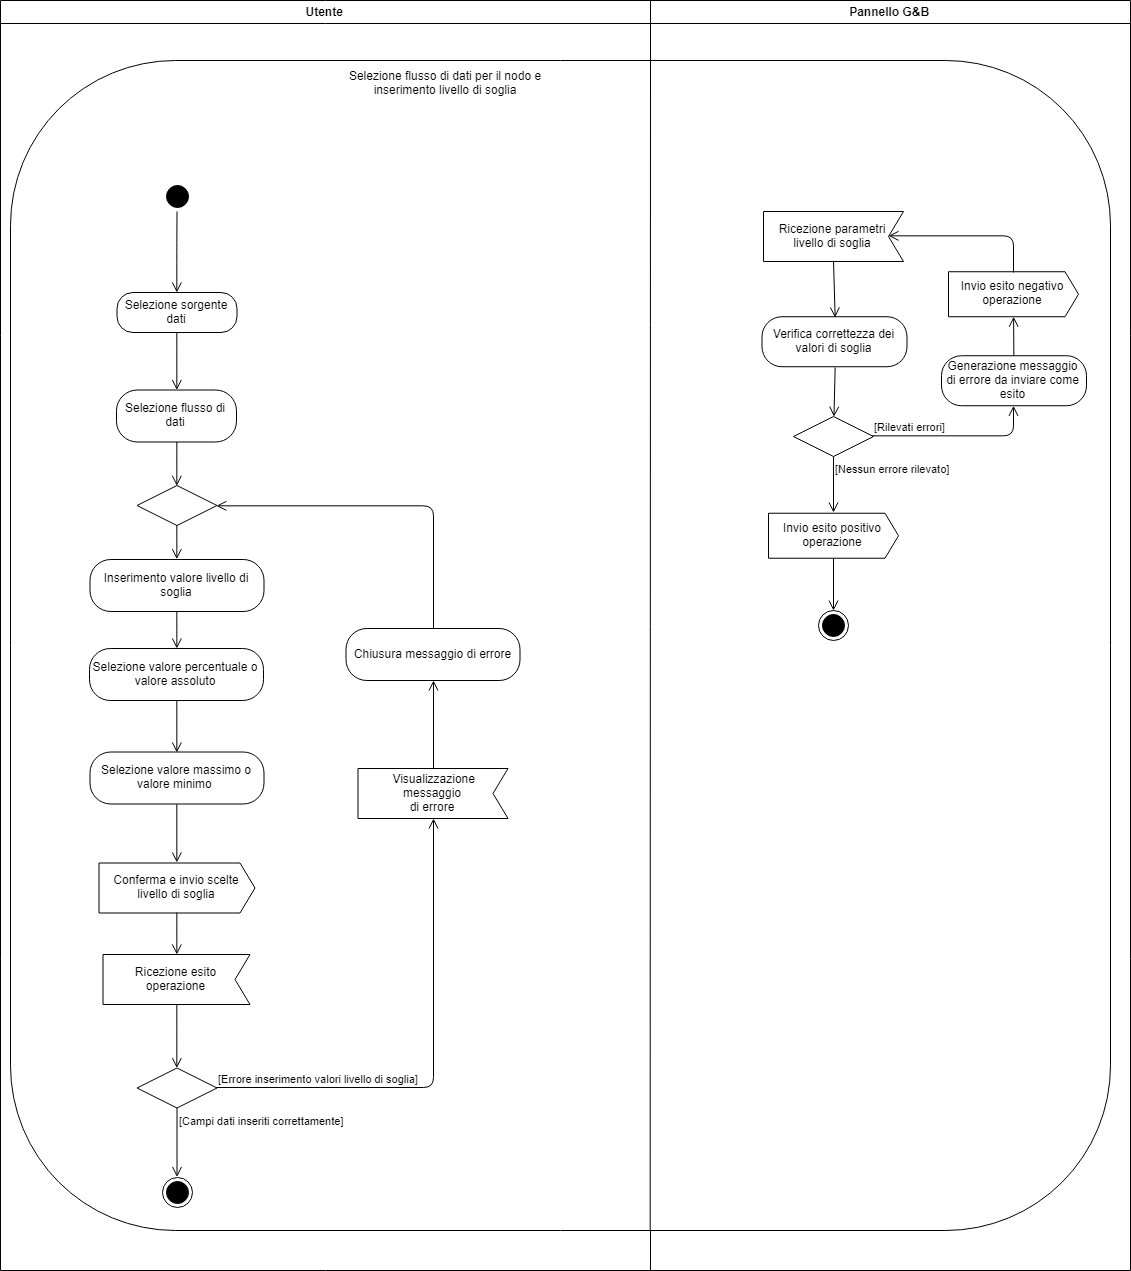 Utente
Pannello G&B
Selezione flusso di dati per il nodo e
inserimento livello di soglia
Selezione sorgente
dati
Selezione flusso di
dati
Inserimento valore livello di
soglia
Selezione valore percentuale o
valore assoluto
Selezione valore massimo o
valore minimo
Conferma e invio scelte
livello di soglia
Ricezione esito
operazione
[Errore inserimento valori livello di soglia]
[Campi dati inseriti correttamente]
Chiusura messaggio di errore
Visualizzazione
messaggio
di errore
Ricezione parametri
livello di soglia
Verifica correttezza dei
valori di soglia
[Rilevati errori]
[Nessun errore rilevato]
Invio esito negativo
operazione
Generazione messaggio
di errore da inviare come
esito
Invio esito positivo
operazione